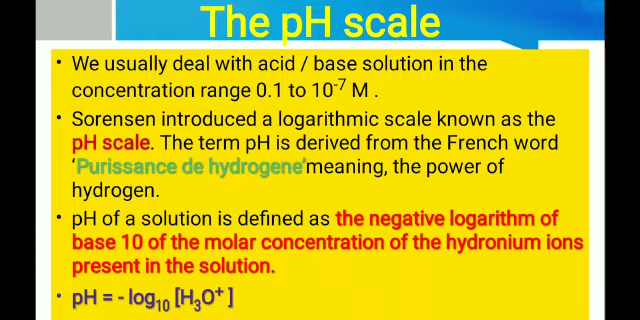 The pH scale
• We usually deal with acid / base solution in the
concentration range 0.1 to 10⁻⁷ M .
• Sorensen introduced a logarithmic scale known as the
pH scale. The term pH is derived from the French word
‘Purissance de hydrogene’meaning, the power of
hydrogen.
• pH of a solution is defined as the negative logarithm of
base 10 of the molar concentration of the hydronium ions
present in the solution.
• pH = - log₁₀ [H₃O⁺ ]